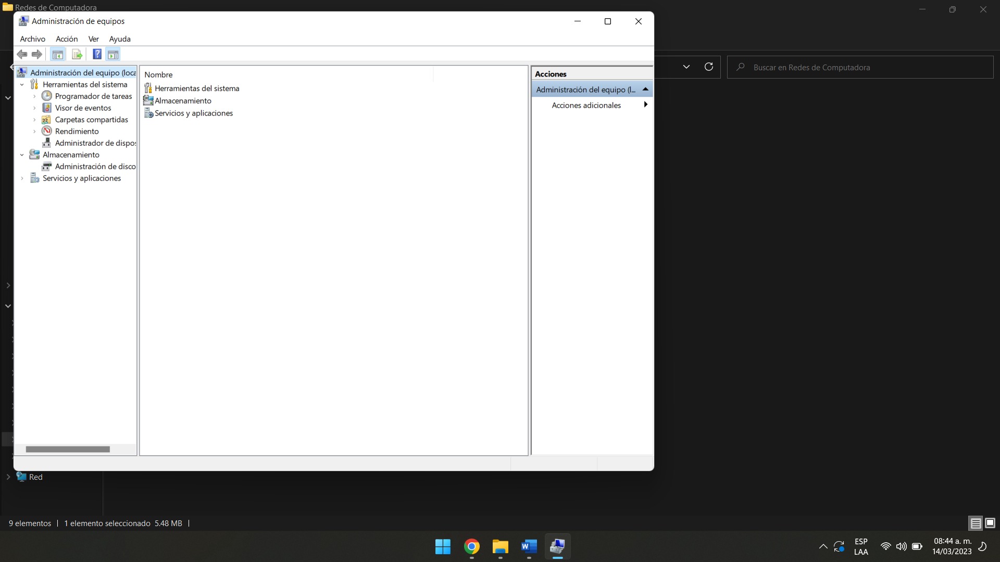 Redes de Computadora
Administración de equipos
Archivo Acción Ver Ayuda
Administración del equipo (loca
Herramientas del sistema
Programador de tareas
Visor de eventos
Carpetas compartidas
Rendimiento
Administrador de dispos
Almacenamiento
Administración de disco
Servicios y aplicaciones
Nombre
Herramientas del sistema
Almacenamiento
Servicios y aplicaciones
Acciones
Administración del equipo (l...
Acciones adicionales
Buscar en Redes de Computadora
Red
9 elementos 1 elemento seleccionado 5.48 MB
ESP
LAA
08:44 a. m.
14/03/2023